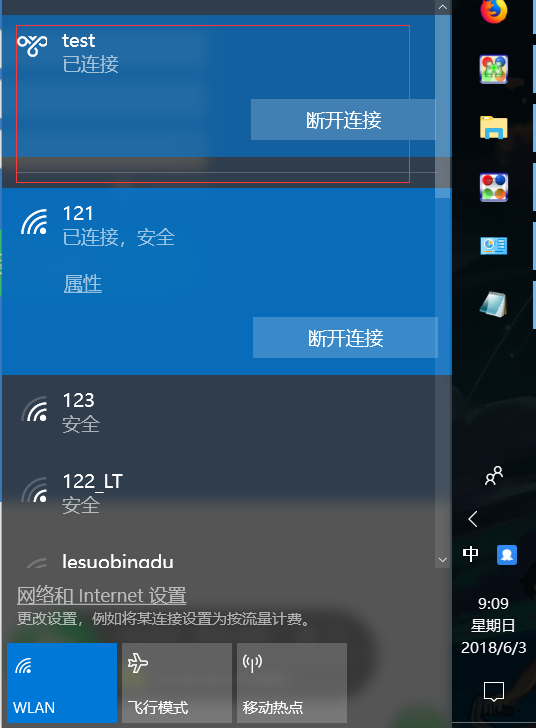 test
已连接
断开连接
121
已连接，安全
属性
断开连接
123
安全
122_LT
安全
lesuobingdu
网络和 Internet 设置
更改设置，例如将某连接设置为按流量计费。
WLAN
飞行模式
移动热点
中
9:09
星期日
2018/6/3